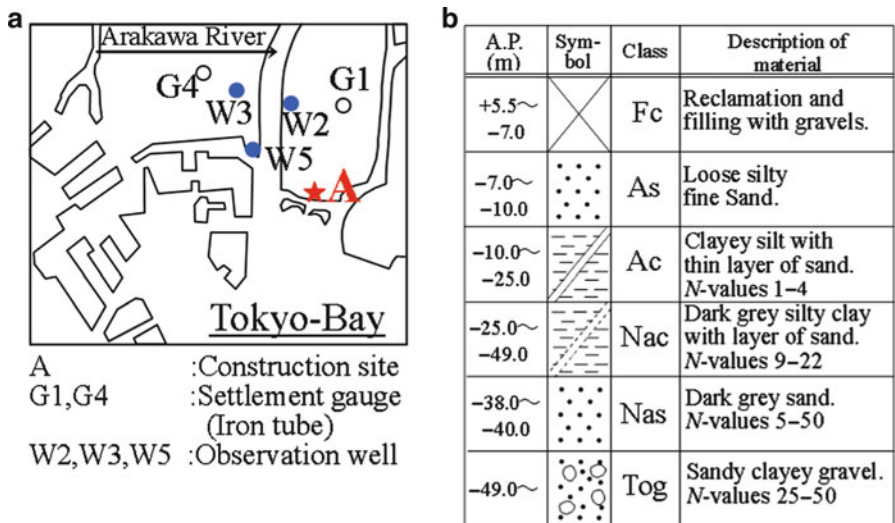 a
Arakawa River
G4
G1
W3
W2
W5
A
Tokyo-Bay
A :Construction site
G1,G4 :Settlement gauge
(Iron tube)
W2,W3,W5 :Observation well
b
A.P. (m) Sym-bol Class Description of material
+5.5~ -7.0 Fc Reclamation and filling with gravels.
-7.0~ -10.0 As Loose silty fine Sand.
-10.0~ -25.0 Ac Clayey silt with thin layer of sand. N-values 1–4
-25.0~ -49.0 Nac Dark grey silty clay with layer of sand. N-values 9–22
-38.0~ -40.0 Nas Dark grey sand. N-values 5–50
-49.0~ Tog Sandy clayey gravel. N-values 25–50